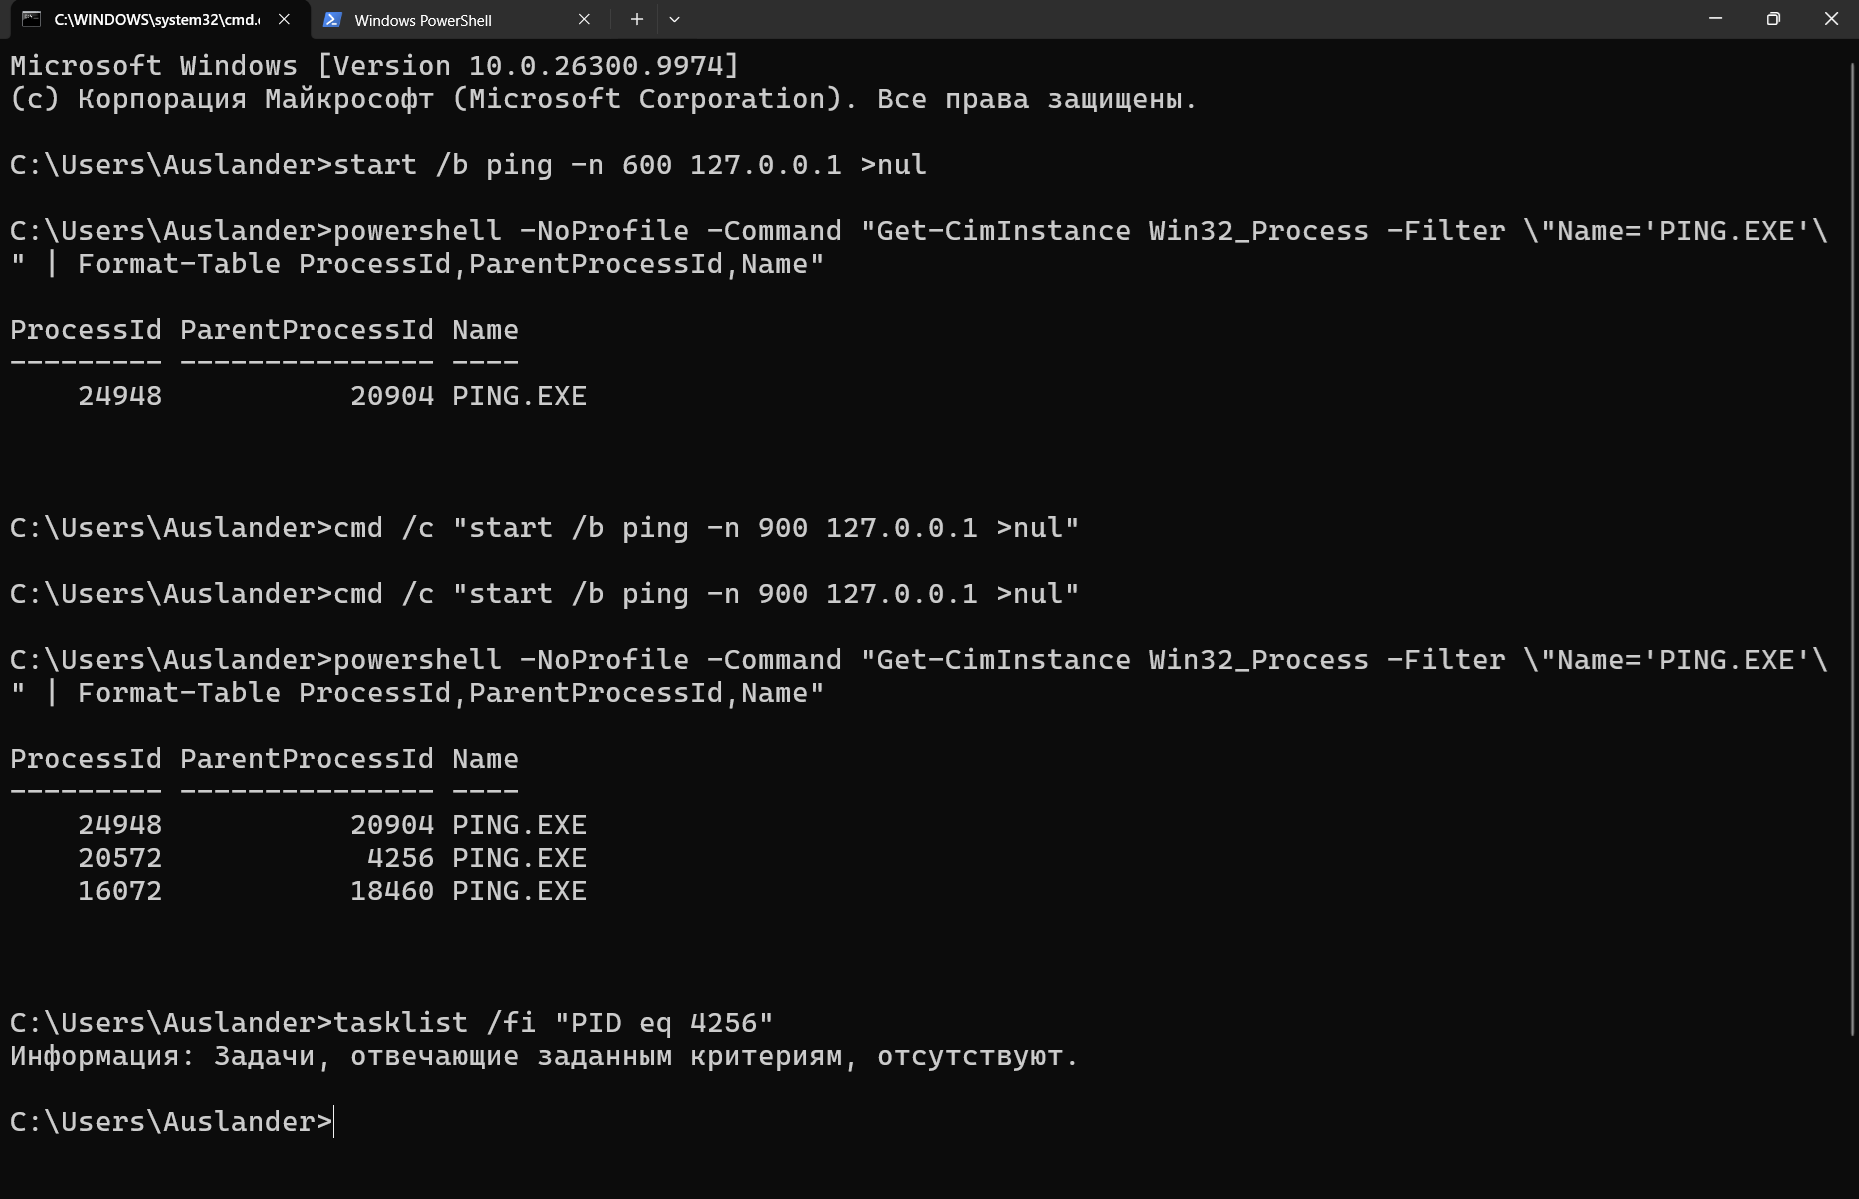 C:\WINDOWS\system32\cmd.
Windows PowerShell
Microsoft Windows [Version 10.0.26300.9974]
(c) Корпорация Майкрософт (Microsoft Corporation). Все права защищены.
C:\Users\Auslander>start /b ping -n 600 127.0.0.1 >nul
C:\Users\Auslander>powershell -NoProfile -Command "Get-CimInstance Win32_Process -Filter \"Name='PING.EXE'\
" | Format-Table ProcessId,ParentProcessId,Name"
ProcessId ParentProcessId Name
--------- --------------- ----
    24948           20904 PING.EXE
C:\Users\Auslander>cmd /c "start /b ping -n 900 127.0.0.1 >nul"
C:\Users\Auslander>cmd /c "start /b ping -n 900 127.0.0.1 >nul"
C:\Users\Auslander>powershell -NoProfile -Command "Get-CimInstance Win32_Process -Filter \"Name='PING.EXE'\
" | Format-Table ProcessId,ParentProcessId,Name"
ProcessId ParentProcessId Name
--------- --------------- ----
    24948           20904 PING.EXE
    20572            4256 PING.EXE
    16072           18460 PING.EXE
C:\Users\Auslander>tasklist /fi "PID eq 4256"
Информация: Задачи, отвечающие заданным критериям, отсутствуют.
C:\Users\Auslander>